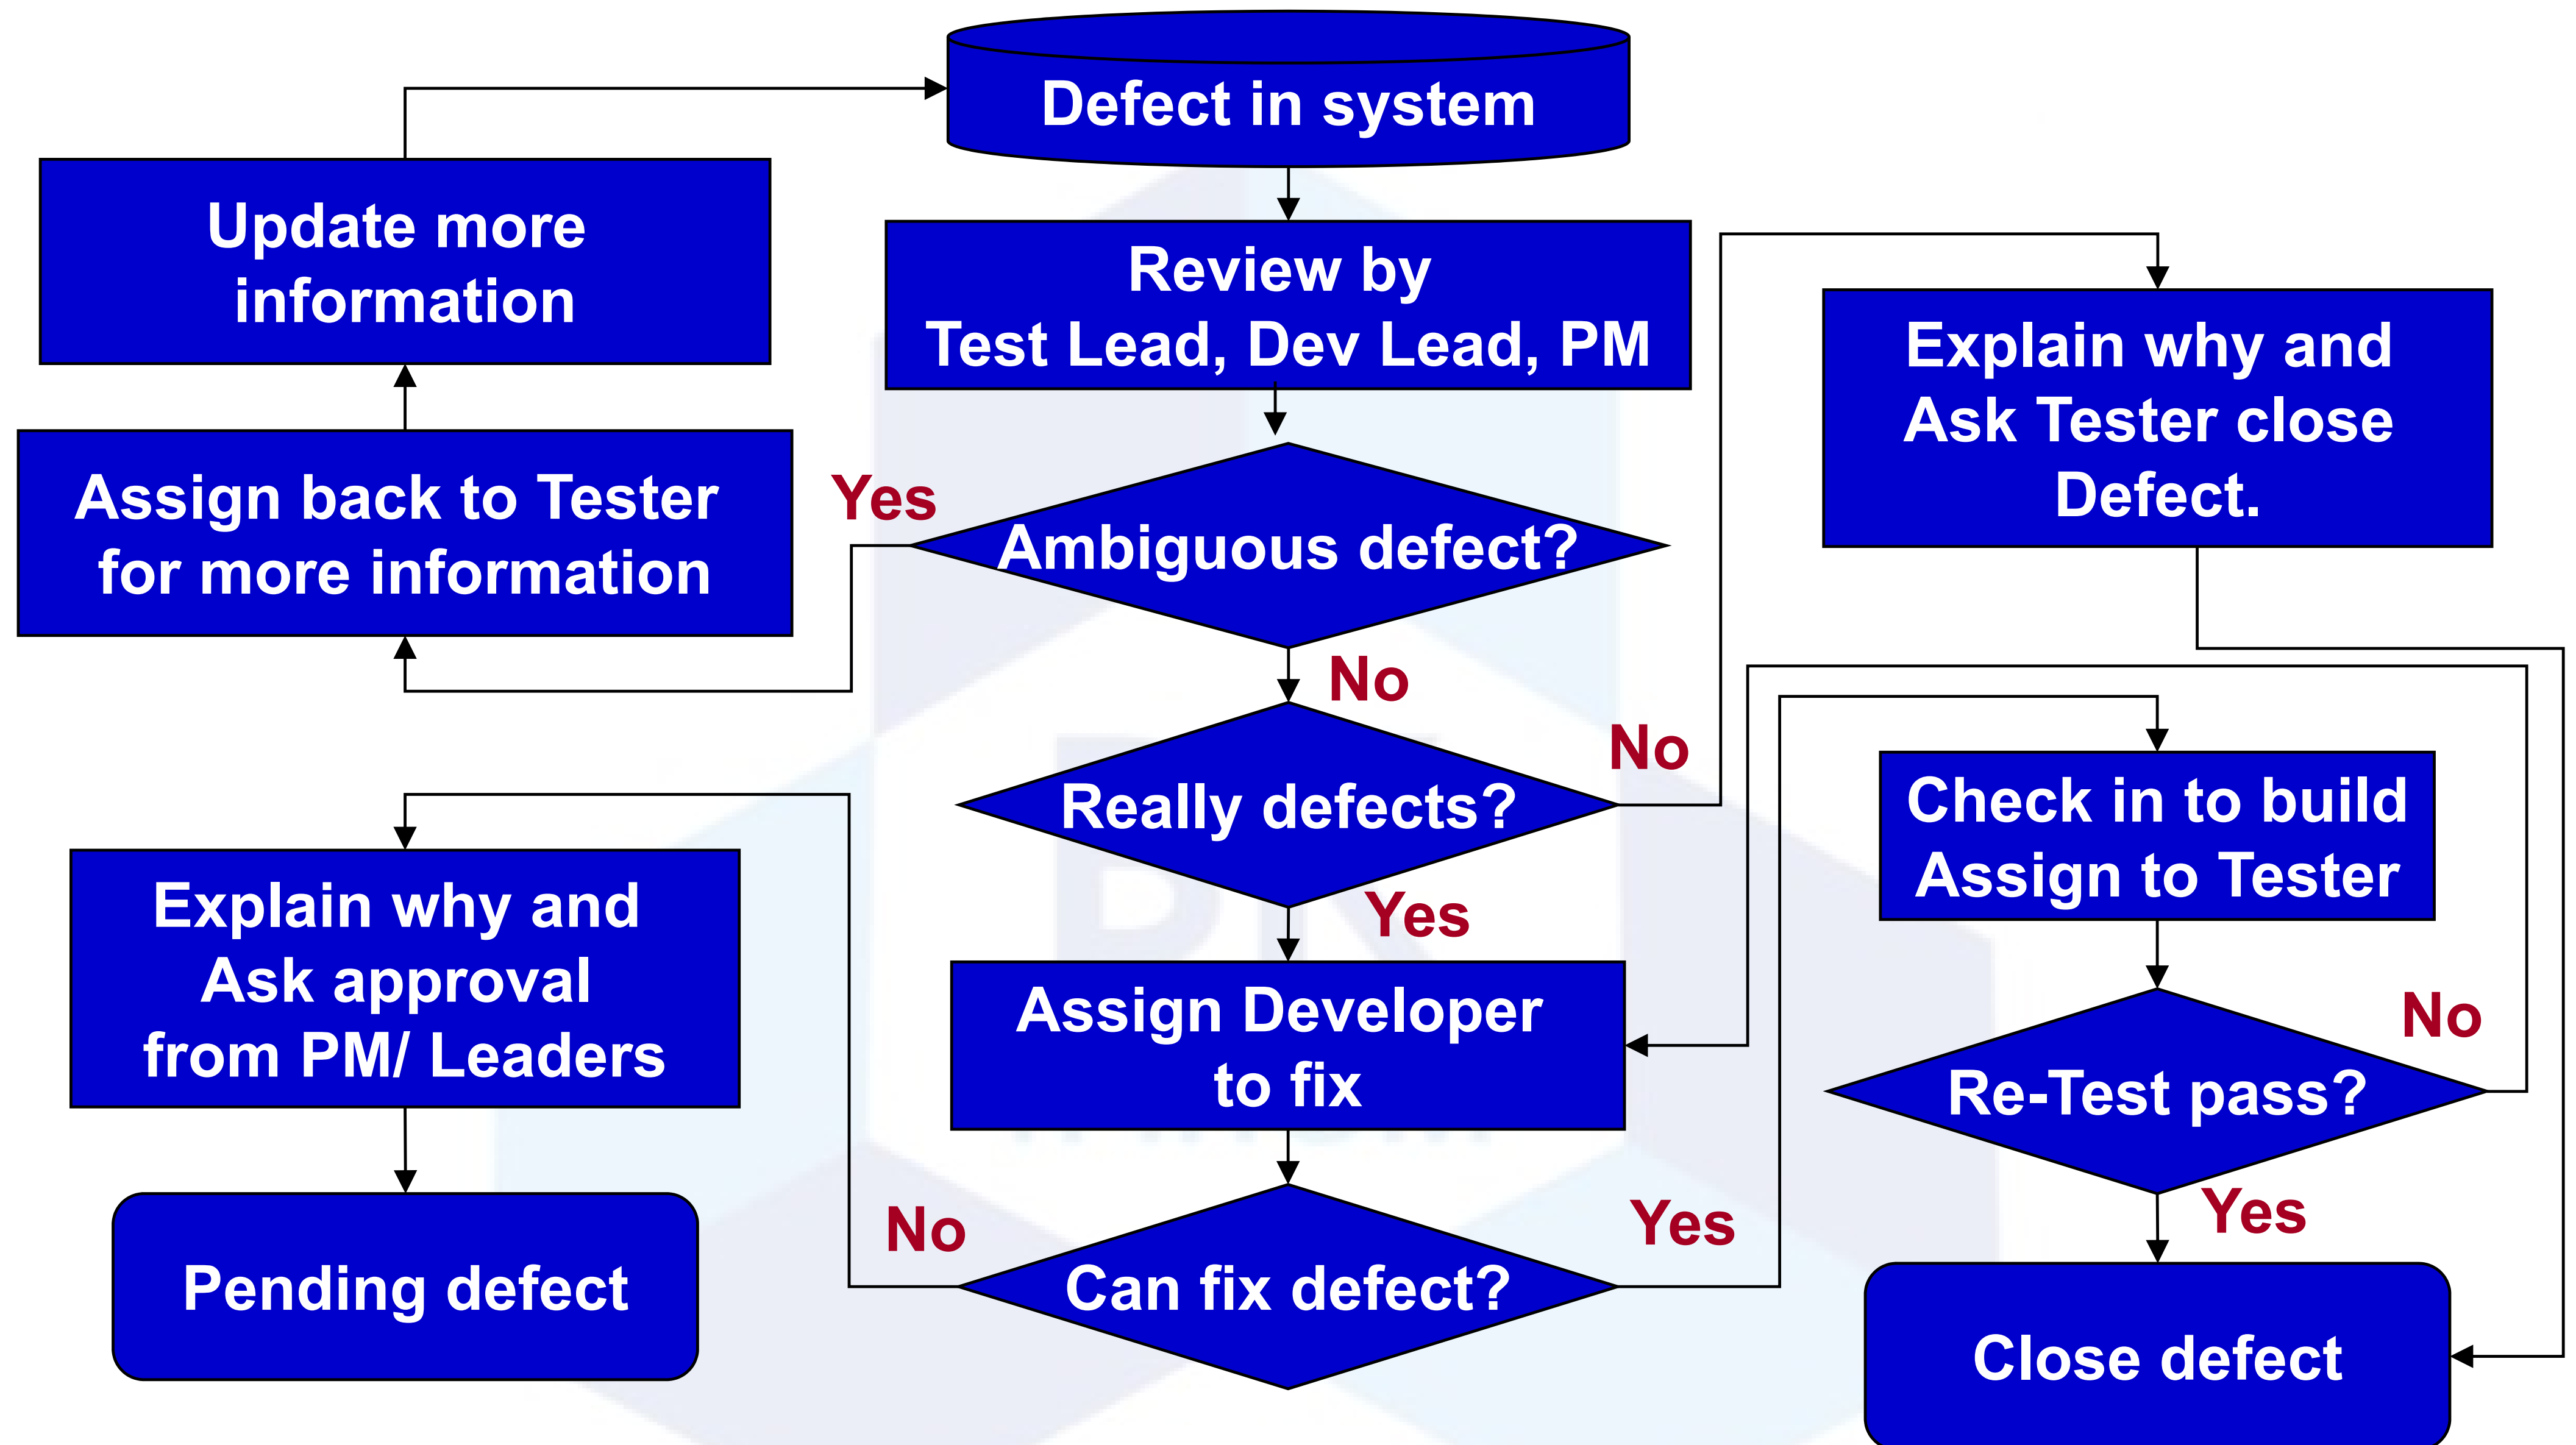 Defect in system
Update more
information
Review by
Test Lead, Dev Lead, PM
Explain why and
Ask Tester close
Defect.
Assign back to Tester
for more information
Yes
Ambiguous defect?
No
No
Really defects?
Check in to build
Assign to Tester
Explain why and
Ask approval
from PM/ Leaders
Yes
Assign Developer
to fix
No
Re-Test pass?
No
Yes
Yes
Pending defect
Can fix defect?
Close defect